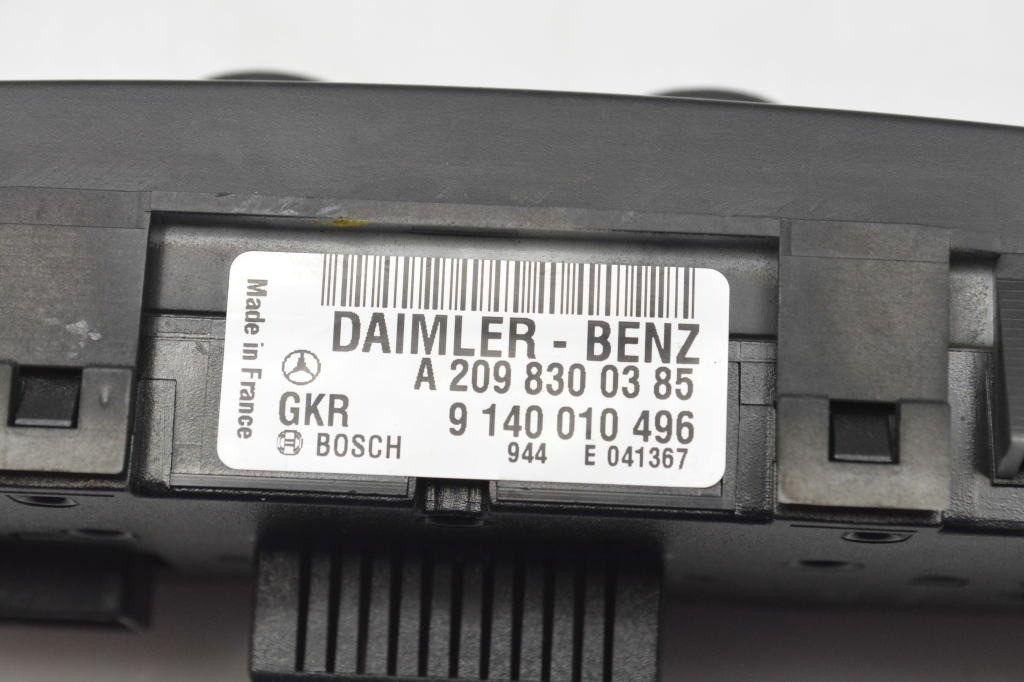 Made in France
DAIMLER - BENZ
A 209 830 03 85
GKR 9 140 010 496
BOSCH 944 E 041367